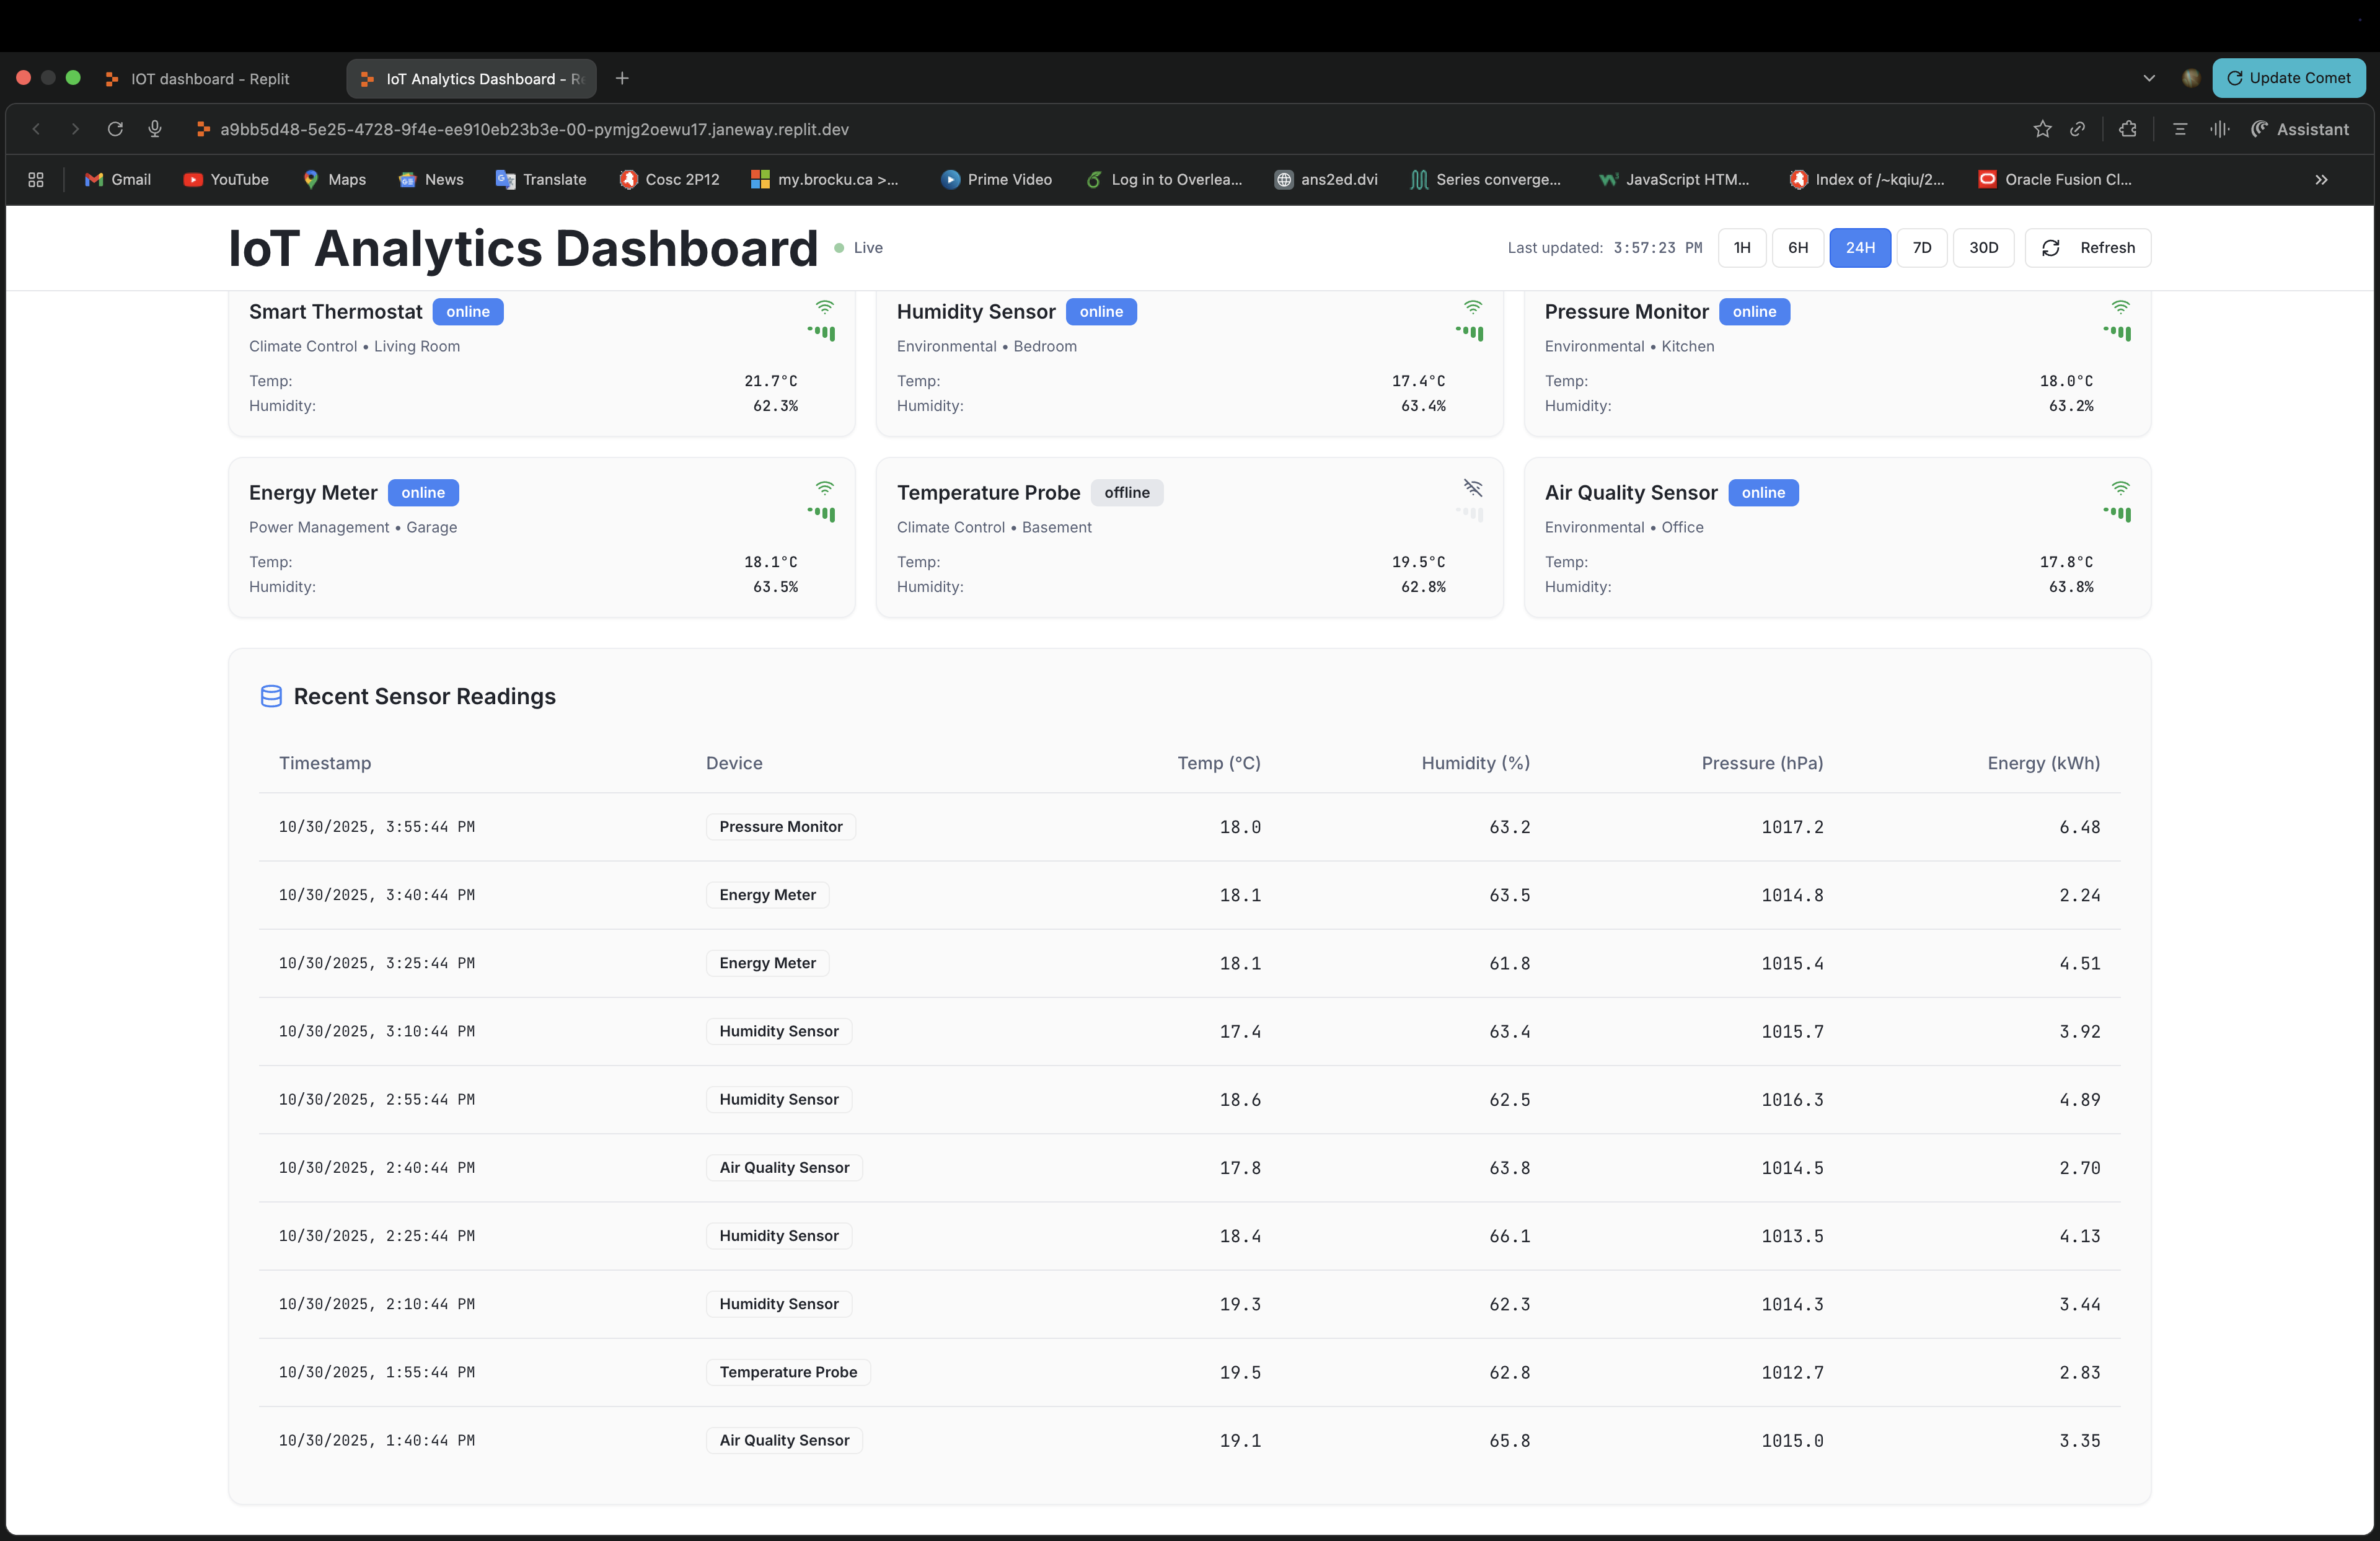 IOT dashboard - Replit
IoT Analytics Dashboard - Re
Update Comet
a9bb5d48-5e25-4728-9f4e-ee910eb23b3e-00-pymjg2oewu17.janeway.replit.dev
Assistant
Gmail YouTube Maps News Translate Cosc 2P12 my.brocku.ca >... Prime Video Log in to Overlea... ans2ed.dvi Series converge... JavaScript HTM... Index of /~kqiu/2... Oracle Fusion Cl...
IoT Analytics Dashboard Live Last updated: 3:57:23 PM 1H 6H 24H 7D 30D Refresh
Smart Thermostat online
Climate Control • Living Room
Temp: 21.7°C
Humidity: 62.3%
Humidity Sensor online
Environmental • Bedroom
Temp: 17.4°C
Humidity: 63.4%
Pressure Monitor online
Environmental • Kitchen
Temp: 18.0°C
Humidity: 63.2%
Energy Meter online
Power Management • Garage
Temp: 18.1°C
Humidity: 63.5%
Temperature Probe offline
Climate Control • Basement
Temp: 19.5°C
Humidity: 62.8%
Air Quality Sensor online
Environmental • Office
Temp: 17.8°C
Humidity: 63.8%
Recent Sensor Readings
Timestamp Device Temp (°C) Humidity (%) Pressure (hPa) Energy (kWh)
10/30/2025, 3:55:44 PM Pressure Monitor 18.0 63.2 1017.2 6.48
10/30/2025, 3:40:44 PM Energy Meter 18.1 63.5 1014.8 2.24
10/30/2025, 3:25:44 PM Energy Meter 18.1 61.8 1015.4 4.51
10/30/2025, 3:10:44 PM Humidity Sensor 17.4 63.4 1015.7 3.92
10/30/2025, 2:55:44 PM Humidity Sensor 18.6 62.5 1016.3 4.89
10/30/2025, 2:40:44 PM Air Quality Sensor 17.8 63.8 1014.5 2.70
10/30/2025, 2:25:44 PM Humidity Sensor 18.4 66.1 1013.5 4.13
10/30/2025, 2:10:44 PM Humidity Sensor 19.3 62.3 1014.3 3.44
10/30/2025, 1:55:44 PM Temperature Probe 19.5 62.8 1012.7 2.83
10/30/2025, 1:40:44 PM Air Quality Sensor 19.1 65.8 1015.0 3.35